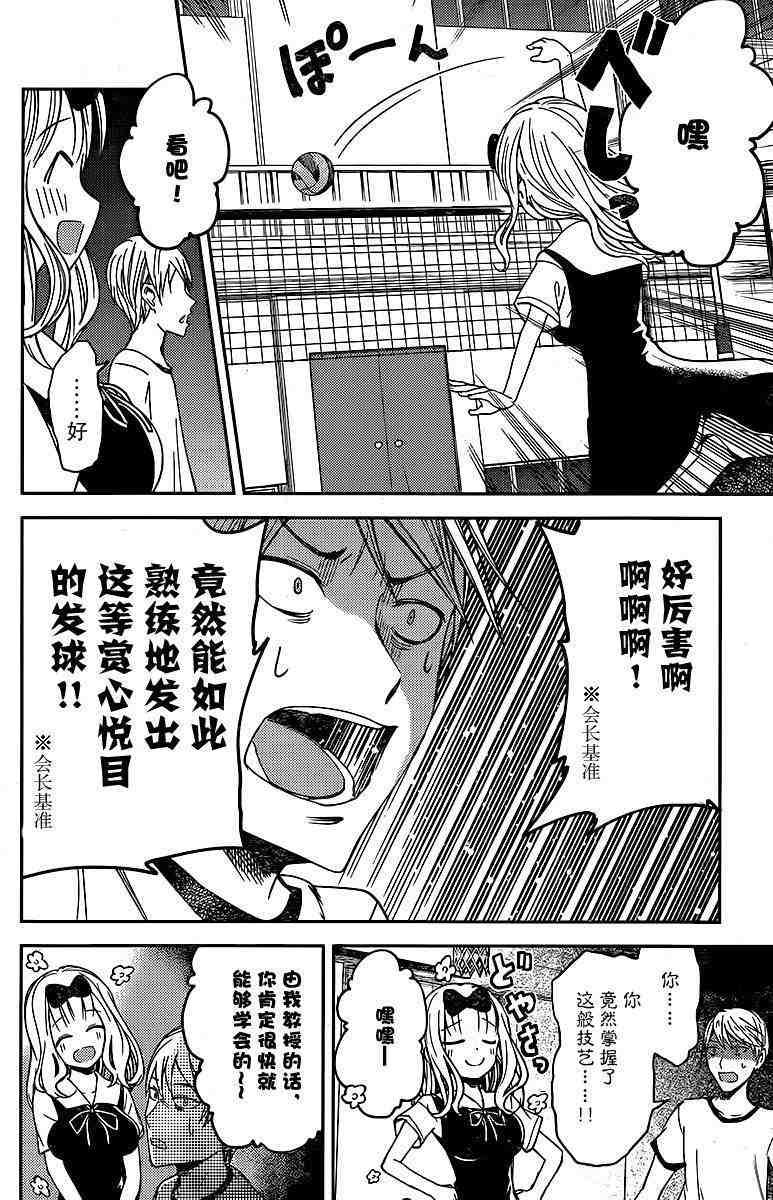 嘿
べしっ
ぽーん
看吧！
……好
好厉害啊
啊啊啊！
※会长基准
竟然能如此
熟练地发出
这等赏心悦目
的发球！！
※会长基准
你……
你
竟然掌握了
这般技艺……！！
どやぁっ
嘿嘿—
由我教授的话，
你肯定很快就
能够学会的～